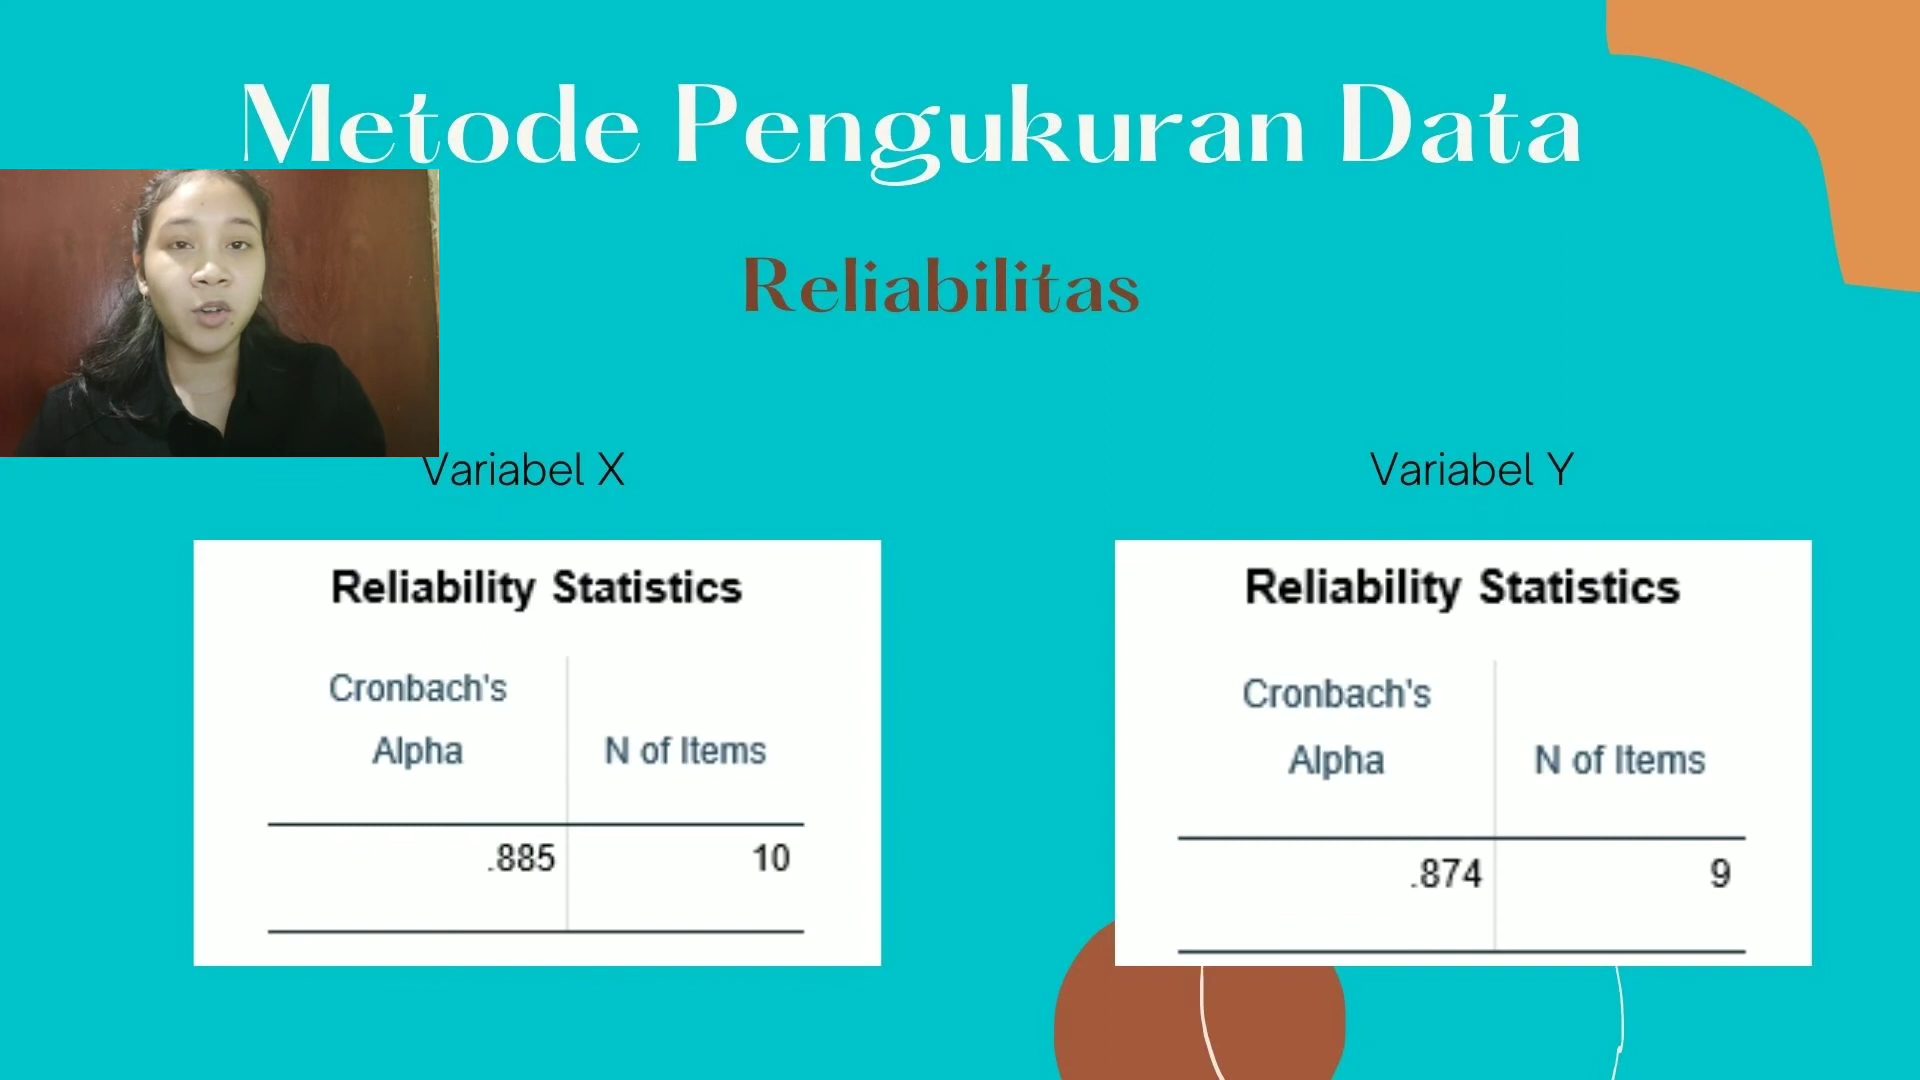 Metode Pengukuran Data
Reliabilitas
Variabel X
Reliability Statistics
Cronbach's
Alpha
N of Items
.885
10
Variabel Y
Reliability Statistics
Cronbach's
Alpha
N of Items
.874
9